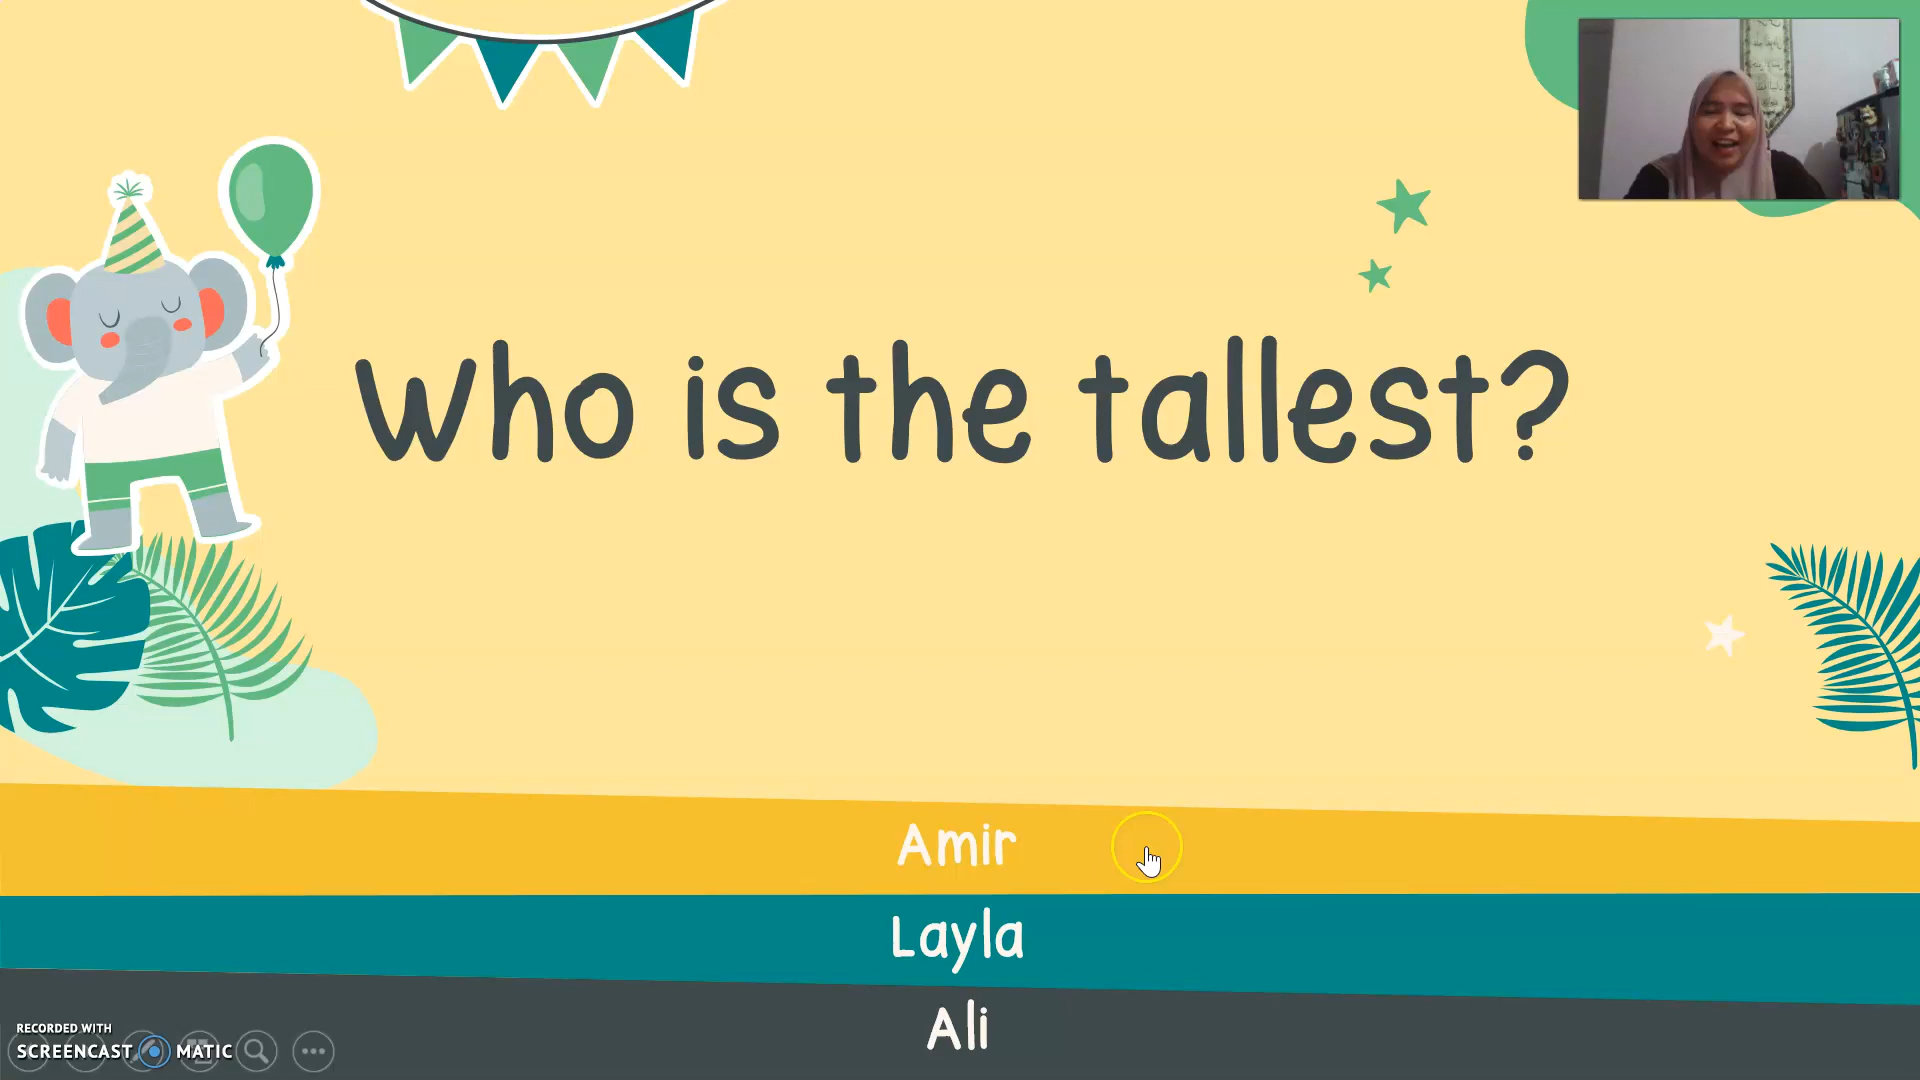 Who is the tallest?
Amir
Layla
Ali
RECORDED WITH
SCREENCAST MATIC